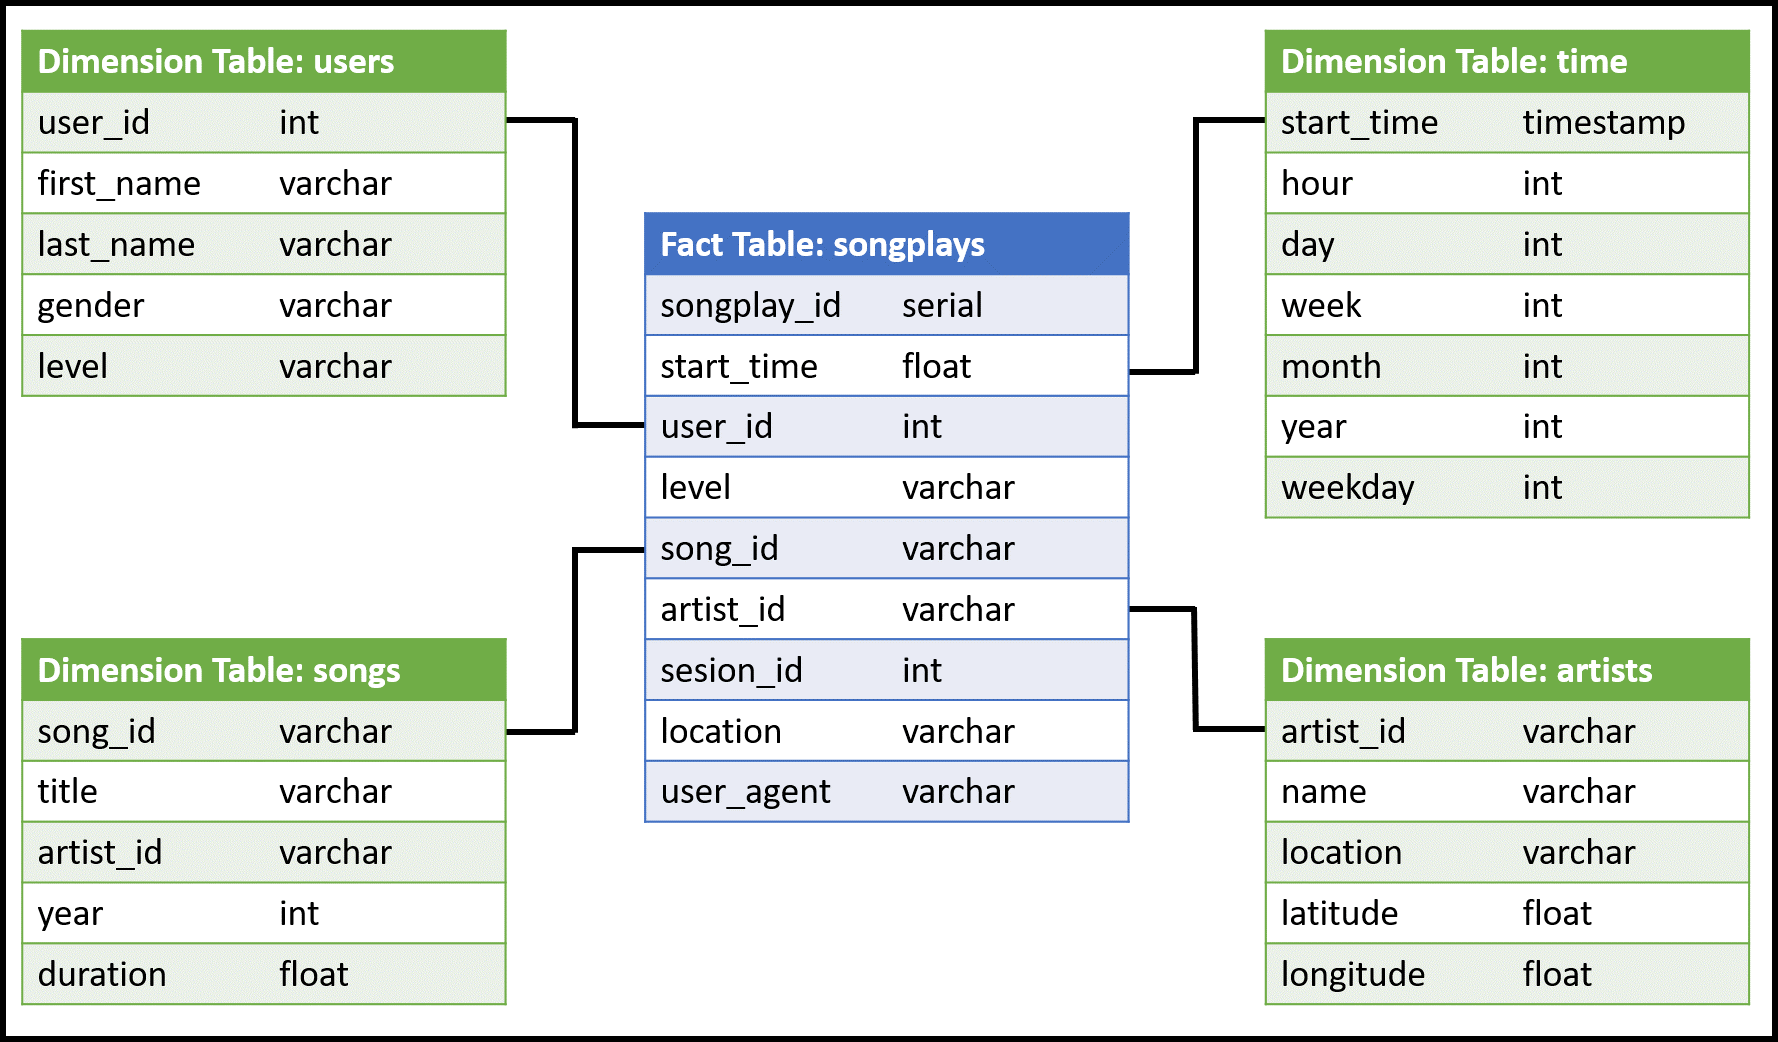 Dimension Table: users
user_id int
first_name varchar
last_name varchar
gender varchar
level varchar
Dimension Table: time
start_time timestamp
hour int
day int
week int
month int
year int
weekday int
Fact Table: songplays
songplay_id serial
start_time float
user_id int
level varchar
song_id varchar
artist_id varchar
sesion_id int
location varchar
user_agent varchar
Dimension Table: songs
song_id varchar
title varchar
artist_id varchar
year int
duration float
Dimension Table: artists
artist_id varchar
name varchar
location varchar
latitude float
longitude float